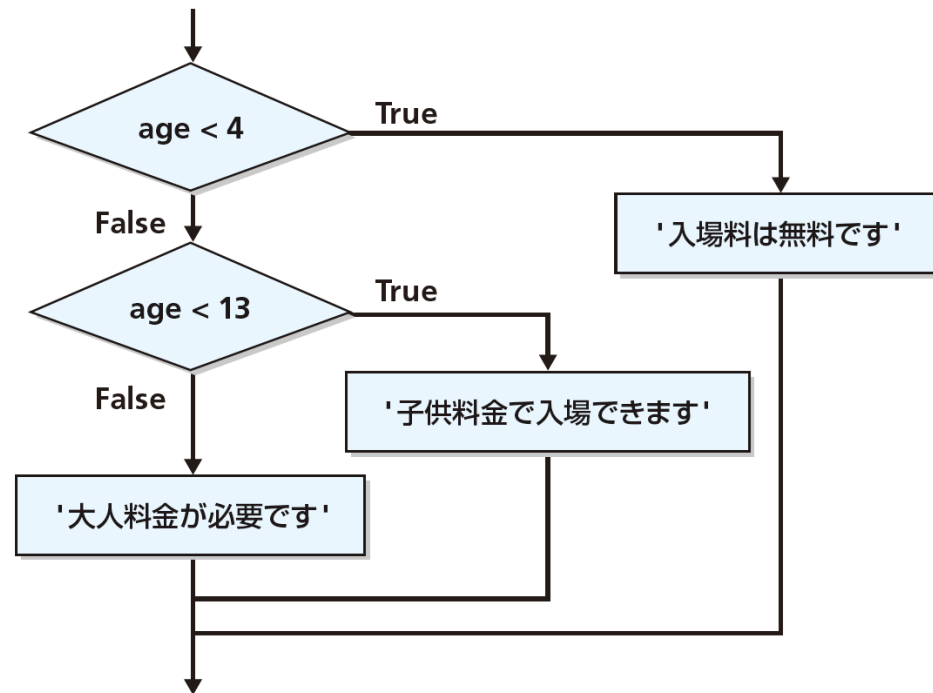 age < 4
True
False
'入場料は無料です'
age < 13
True
False
'子供料金で入場できます'
'大人料金が必要です'